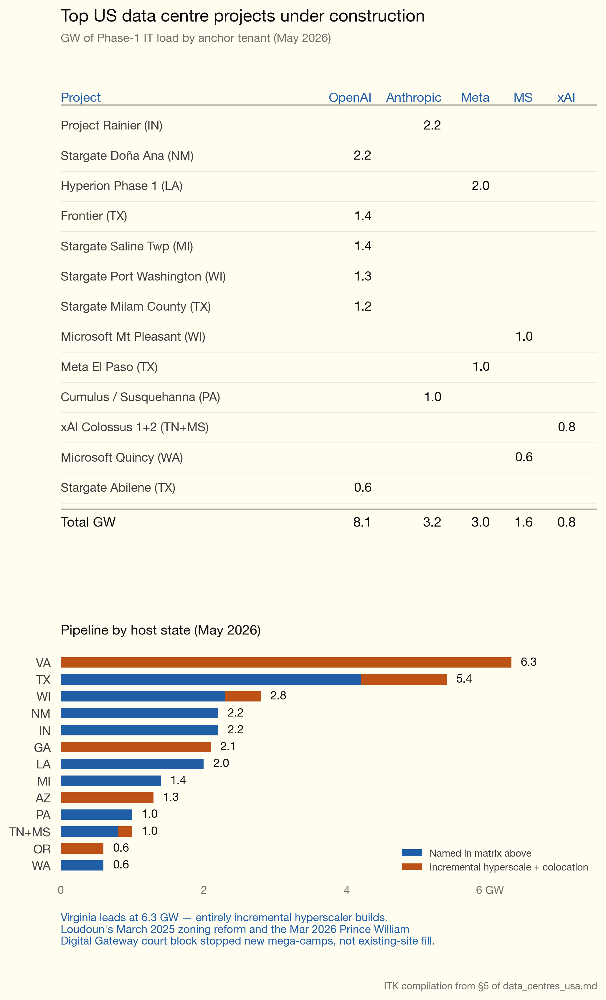 Top US data centre projects under construction
GW of Phase-1 IT load by anchor tenant (May 2026)
Project OpenAI Anthropic Meta MS xAI
Project Rainier (IN) 2.2
Stargate Doña Ana (NM) 2.2
Hyperion Phase 1 (LA) 2.0
Frontier (TX) 1.4
Stargate Saline Twp (MI) 1.4
Stargate Port Washington (WI) 1.3
Stargate Milam County (TX) 1.2
Microsoft Mt Pleasant (WI) 1.0
Meta El Paso (TX) 1.0
Cumulus / Susquehanna (PA) 1.0
xAI Colossus 1+2 (TN+MS) 0.8
Microsoft Quincy (WA) 0.6
Stargate Abilene (TX) 0.6
Total GW 8.1 3.2 3.0 1.6 0.8
Pipeline by host state (May 2026)
VA 6.3
TX 5.4
WI 2.8
NM 2.2
IN 2.2
GA 2.1
LA 2.0
MI 1.4
AZ 1.3
PA 1.0
TN+MS 1.0
OR 0.6
WA 0.6
Named in matrix above
Incremental hyperscale + colocation
0 2 4 6 GW
Virginia leads at 6.3 GW — entirely incremental hyperscaler builds.
Loudoun's March 2025 zoning reform and the Mar 2026 Prince William
Digital Gateway court block stopped new mega-camps, not existing-site fill.
ITK compilation from §5 of data_centres_usa.md